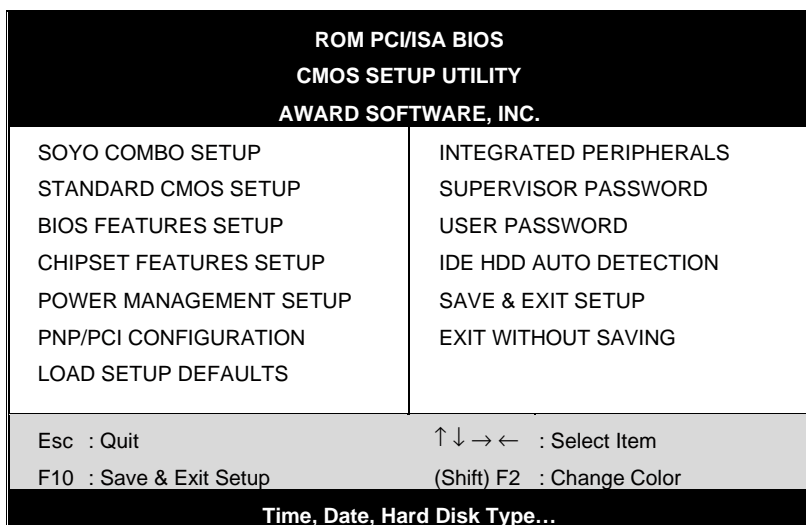 ROM PCI/ISA BIOS
CMOS SETUP UTILITY
AWARD SOFTWARE, INC.
SOYO COMBO SETUP
STANDARD CMOS SETUP
BIOS FEATURES SETUP
CHIPSET FEATURES SETUP
POWER MANAGEMENT SETUP
PNP/PCI CONFIGURATION
LOAD SETUP DEFAULTS
INTEGRATED PERIPHERALS
SUPERVISOR PASSWORD
USER PASSWORD
IDE HDD AUTO DETECTION
SAVE & EXIT SETUP
EXIT WITHOUT SAVING
Esc : Quit
↑ ↓ → ← : Select Item
F10 : Save & Exit Setup
(Shift) F2 : Change Color
Time, Date, Hard Disk Type…